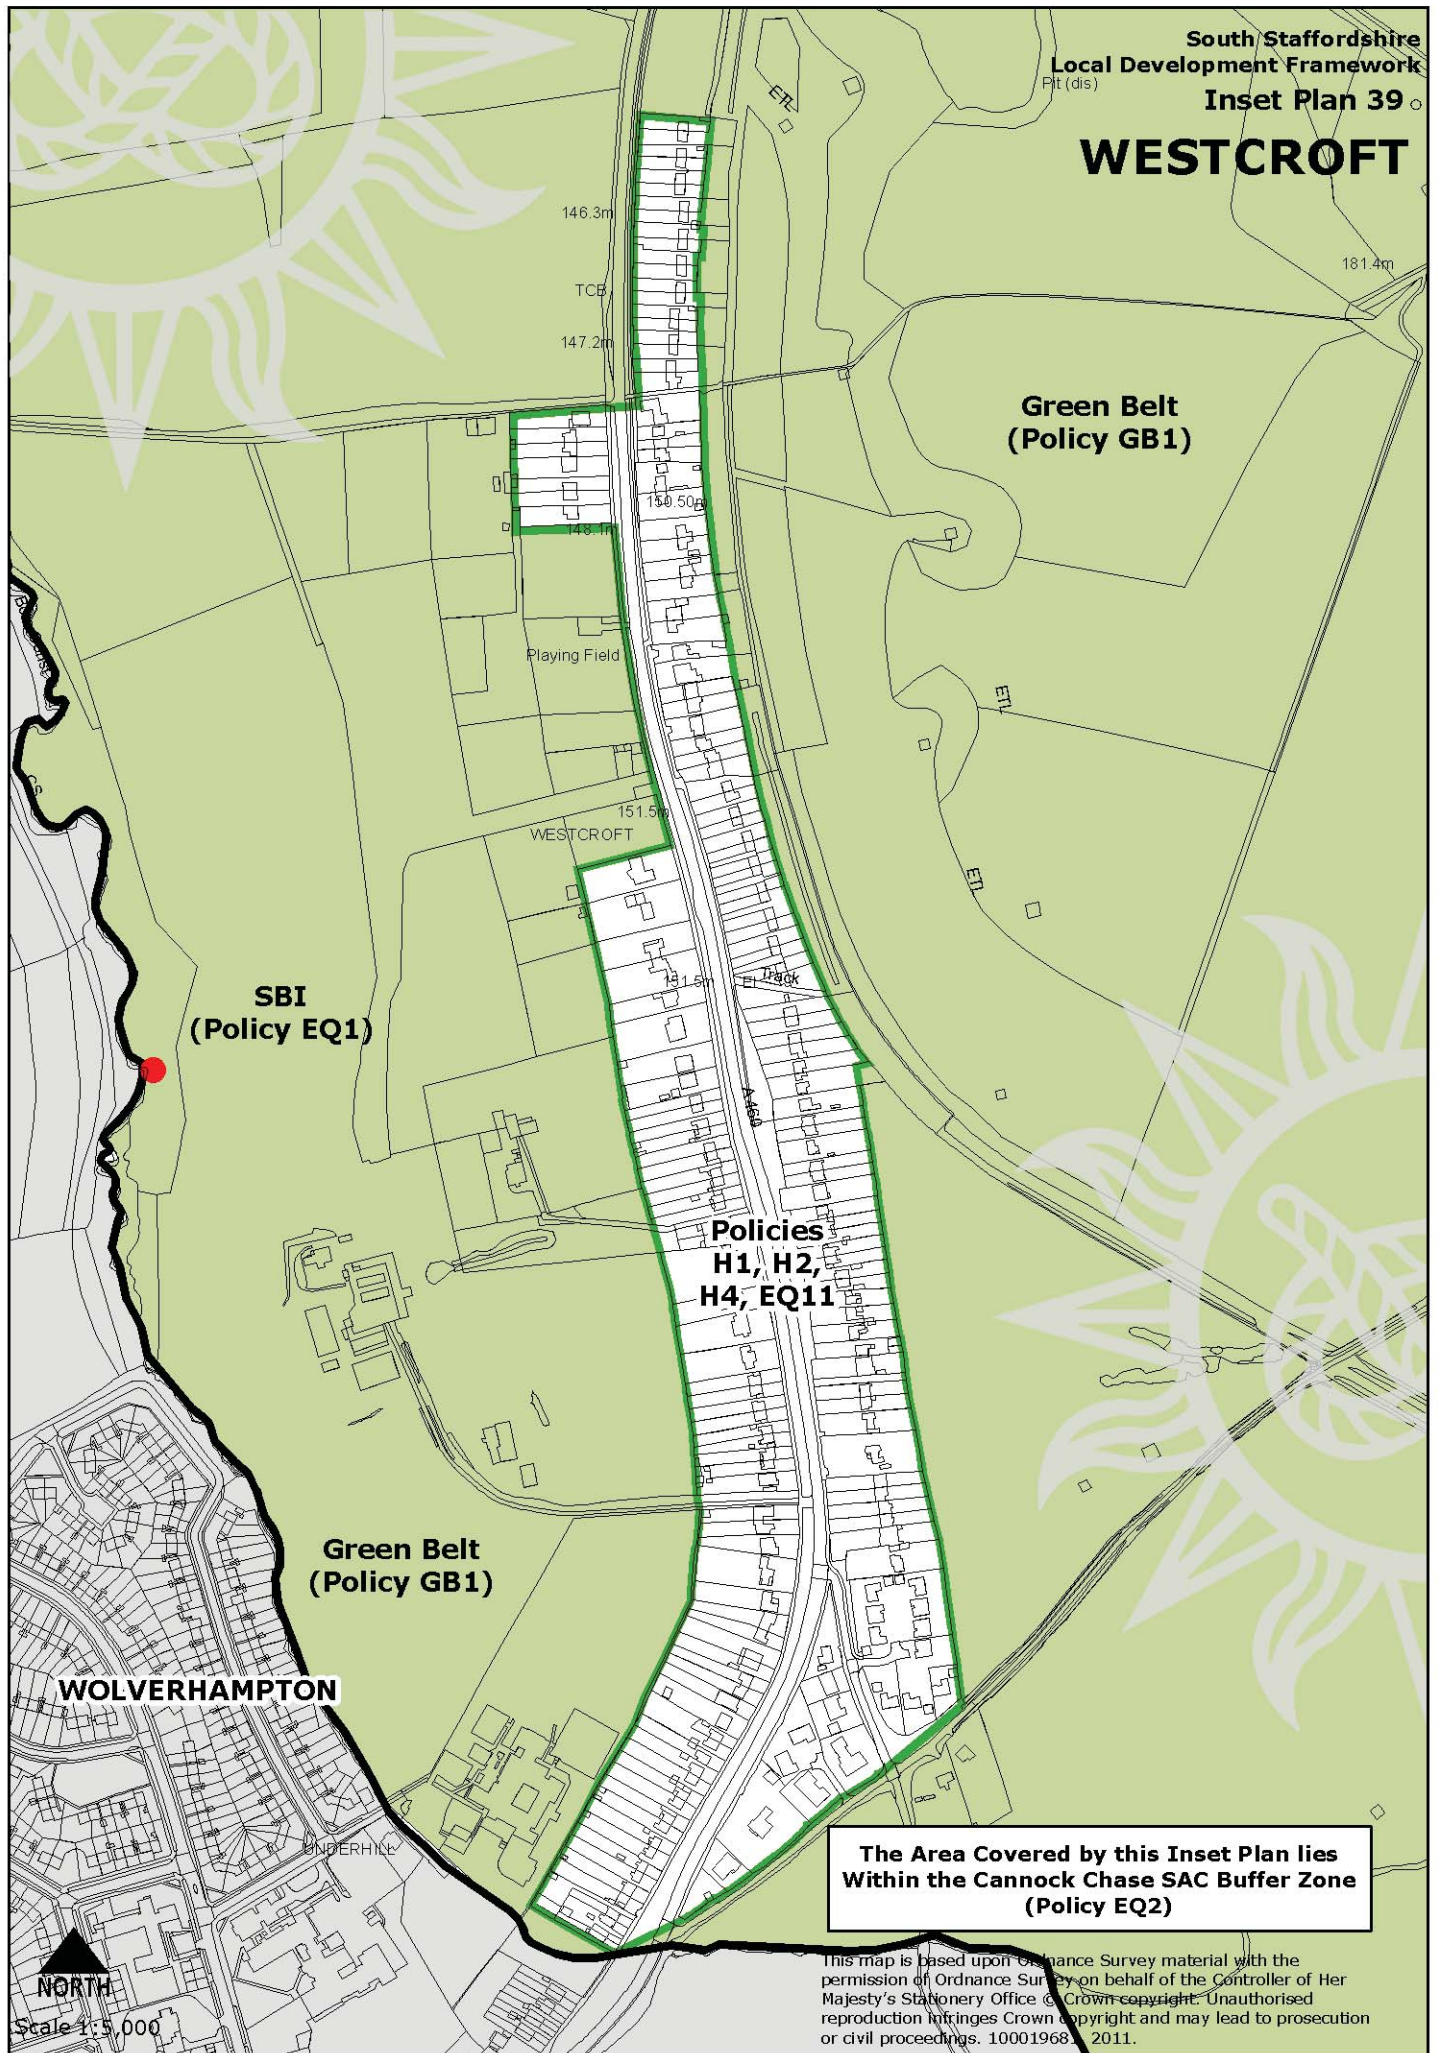 South Staffordshire
Local Development Framework
Pit (dis)
Inset Plan 39
WESTCROFT
ETL
146.3m
181.4m
TCB
147.2m
Green Belt
(Policy GB1)
150.50m
148.1m
Playing Field
ETL
151.5m
WESTCROFT
ETL
151.5m
El
Track
SBI
(Policy EQ1)
A460
Policies
H1, H2,
H4, EQ11
Green Belt
(Policy GB1)
WOLVERHAMPTON
UNDERHILL
The Area Covered by this Inset Plan lies
Within the Cannock Chase SAC Buffer Zone
(Policy EQ2)
NORTH
Scale 1:5,000
This map is based upon Ordnance Survey material with the
permission of Ordnance Survey on behalf of the Controller of Her
Majesty's Stationery Office © Crown copyright. Unauthorised
reproduction infringes Crown copyright and may lead to prosecution
or civil proceedings. 100019681. 2011.